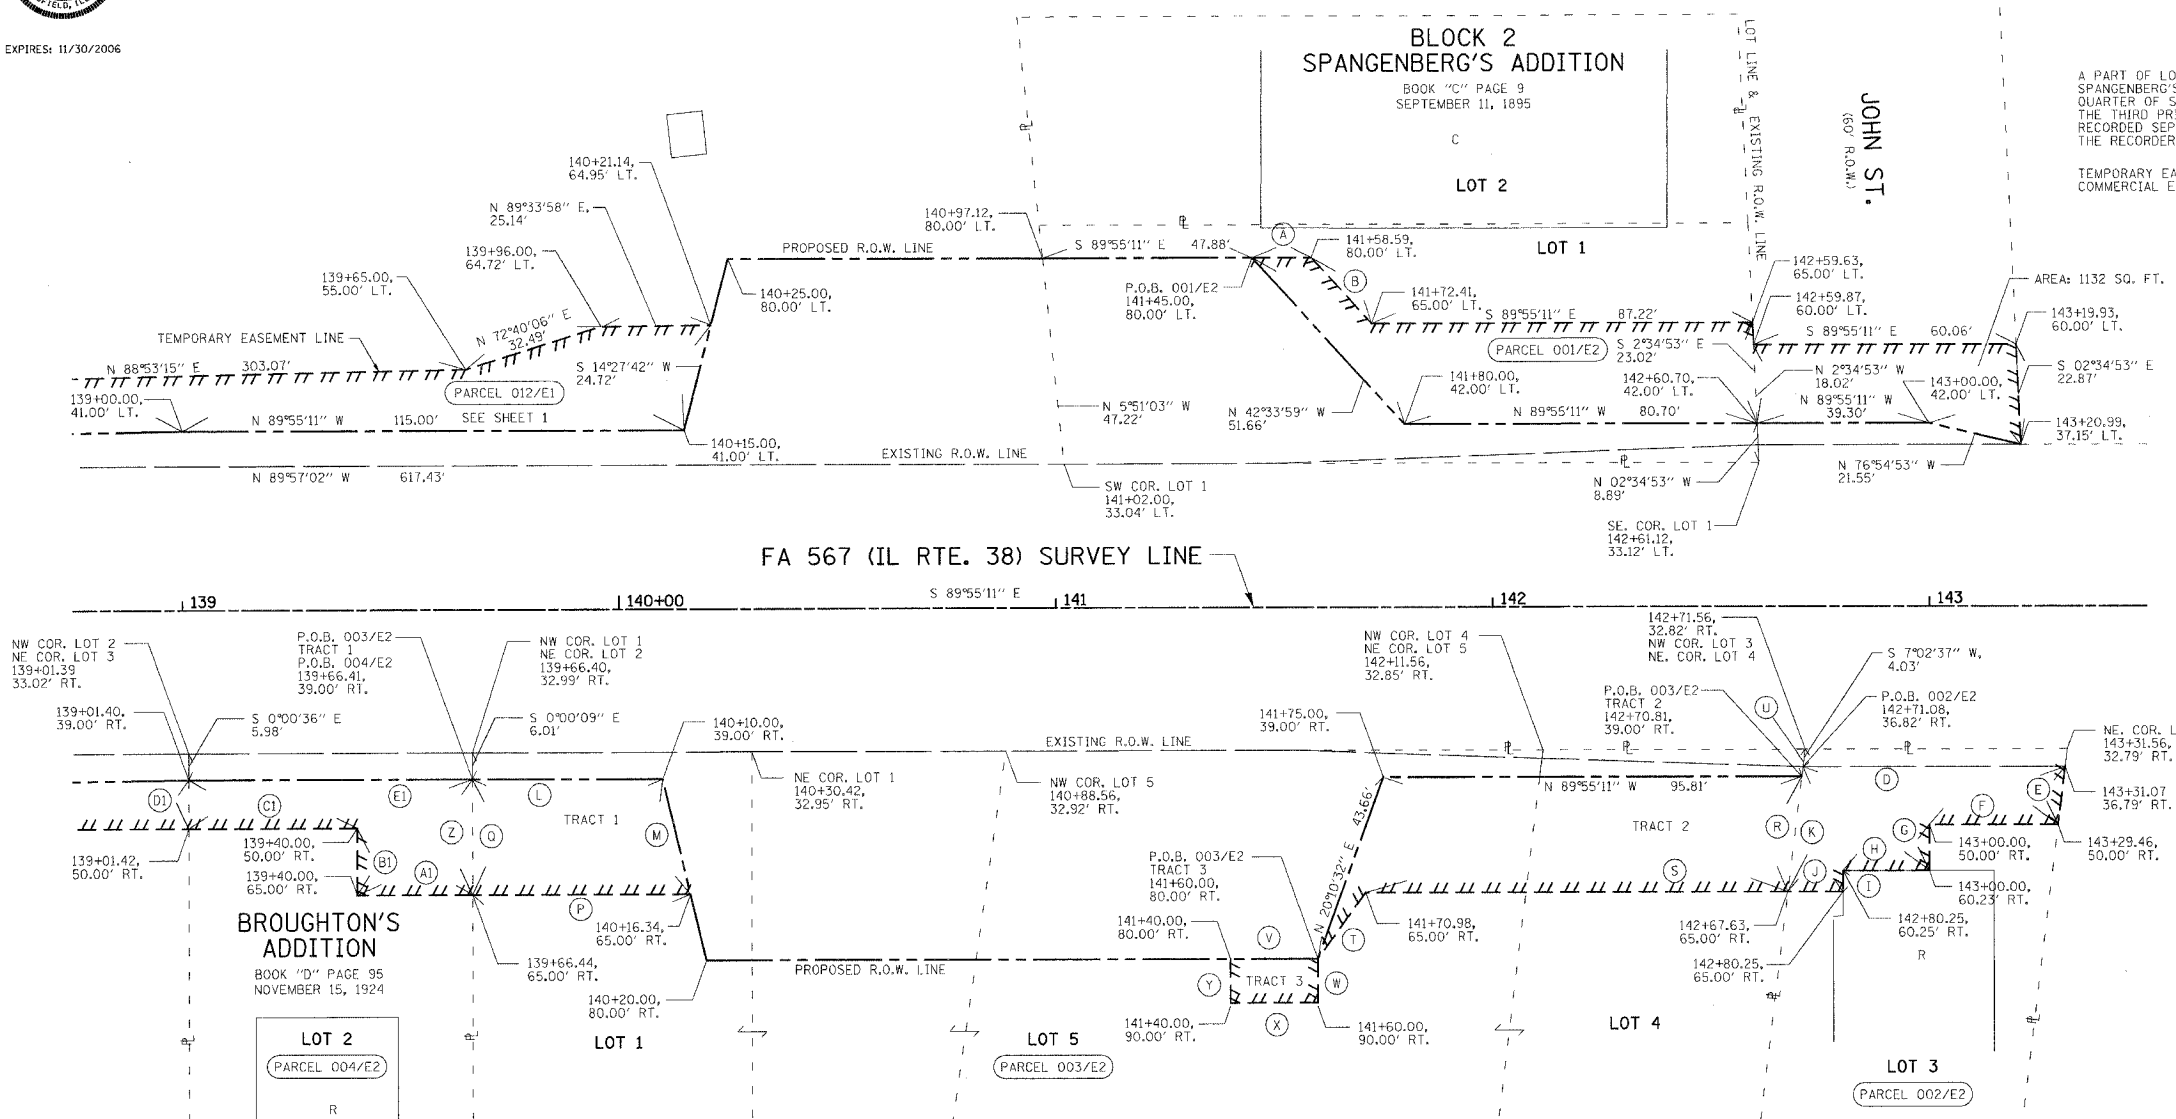 FIELD, IL
EXPIRES: 11/30/2006
BLOCK 2
SPANGENBERG'S ADDITION
BOOK "C" PAGE 9
SEPTEMBER 11, 1895
C
LOT 2
LOT 1
LOT LINE & EXISTING R.O.W. LINE
JOHN ST.
(60' R.O.W.)
A PART OF LO
SPANGENBERG'S
QUARTER OF S
THE THIRD PR
RECORDED SEP
THE RECORDER
TEMPORARY EA
COMMERCIAL E
140+21.14,
64.95' LT.
N 89°33'58" E,
25.14'
139+96.00,
64.72' LT.
139+65.00,
55.00' LT.
TEMPORARY EASEMENT LINE
N 72°40'06" E
32.49'
N 88°53'15" E 303.07'
PARCEL 012/E1
SEE SHEET 1
S 14°27'42" W
24.72'
139+00.00,
41.00' LT.
N 89°55'11" W 115.00'
140+15.00,
41.00' LT.
N 89°57'02" W 617.43'
140+97.12,
80.00' LT.
PROPOSED R.O.W. LINE
140+25.00,
80.00' LT.
S 89°55'11" E 47.88'
A
141+58.59,
80.00' LT.
B
P.O.B. 001/E2
141+45.00,
80.00' LT.
141+72.41,
65.00' LT.
S 89°55'11" E 87.22'
PARCEL 001/E2
S 2°34'53" E
23.02'
142+59.63,
65.00' LT.
142+59.87,
60.00' LT.
S 89°55'11" E 60.06'
AREA: 1132 SQ. FT.
143+19.93,
60.00' LT.
S 02°34'53" E
22.87'
N 2°34'53" W
18.02'
N 89°55'11" W
39.30'
143+00.00,
42.00' LT.
143+20.99,
37.15' LT.
N 76°54'53" W
21.55'
141+80.00,
42.00' LT.
142+60.70,
42.00' LT.
N 89°55'11" W 80.70'
N 5°51'03" W
47.22'
N 42°33'59" W
51.66'
EXISTING R.O.W. LINE
SW COR. LOT 1
141+02.00,
33.04' LT.
N 02°34'53" W
8.89'
SE. COR. LOT 1
142+61.12,
33.12' LT.
FA 567 (IL RTE. 38) SURVEY LINE
S 89°55'11" E
139
140+00
141
142
143
NW COR. LOT 2
NE COR. LOT 3
139+01.39
33.02' RT.
P.O.B. 003/E2
TRACT 1
P.O.B. 004/E2
139+66.41,
39.00' RT.
NW COR. LOT 1
NE COR. LOT 2
139+66.40,
32.99' RT.
139+01.40,
39.00' RT.
S 0°00'36" E
5.98'
S 0°00'09" E
6.01'
140+10.00,
39.00' RT.
NE COR. LOT 1
140+30.42,
32.95' RT.
EXISTING R.O.W. LINE
NW COR. LOT 5
140+88.56,
32.92' RT.
141+75.00,
39.00' RT.
NW COR. LOT 4
NE COR. LOT 5
142+11.56,
32.85' RT.
142+71.56,
32.82' RT.
NW COR. LOT 3
NE. COR. LOT 4
S 7°02'37" W,
4.03'
P.O.B. 003/E2
TRACT 2
142+70.81,
39.00' RT.
U
P.O.B. 002/E2
142+71.08,
36.82' RT.
NE. COR. L
143+31.56,
32.79' RT.
143+31.07
36.79' RT.
D1
C1
E1
L
TRACT 1
Z
Q
M
B1
A1
P
139+01.42,
50.00' RT.
139+40.00,
50.00' RT.
139+40.00,
65.00' RT.
BROUGHTON'S
ADDITION
BOOK "D" PAGE 95
NOVEMBER 15, 1924
139+66.44,
65.00' RT.
140+16.34,
65.00' RT.
140+20.00,
80.00' RT.
PROPOSED R.O.W. LINE
P.O.B. 003/E2
TRACT 3
141+60.00,
80.00' RT.
141+40.00,
80.00' RT.
N 20°10'32" E 43.66'
N 89°55'11" W 95.81'
TRACT 2
S
T
V
W
X
Y
TRACT 3
141+70.98,
65.00' RT.
141+40.00,
90.00' RT.
141+60.00,
90.00' RT.
R
K
J
I
H
G
F
E
D
142+67.63,
65.00' RT.
142+80.25,
65.00' RT.
142+80.25,
60.25' RT.
143+00.00,
50.00' RT.
143+00.00,
60.23' RT.
143+29.46,
50.00' RT.
R
LOT 2
PARCEL 004/E2
R
LOT 1
LOT 5
PARCEL 003/E2
LOT 4
LOT 3
PARCEL 002/E2